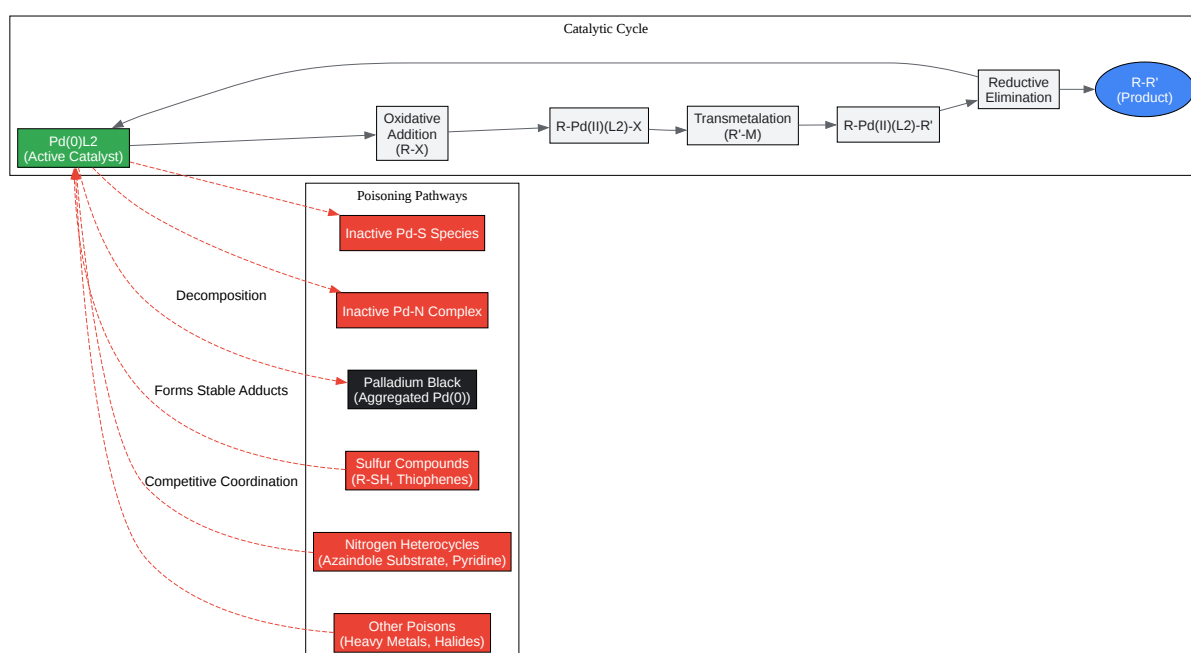 Catalytic Cycle
Pd(0)L2
(Active Catalyst)
Oxidative
Addition
(R-X)
R-Pd(II)(L2)-X
Transmetalation
(R'-M)
R-Pd(II)(L2)-R'
Reductive
Elimination
R-R'
(Product)
Poisoning Pathways
Inactive Pd-S Species
Decomposition
Inactive Pd-N Complex
Palladium Black
(Aggregated Pd(0))
Forms Stable Adducts
Sulfur Compounds
(R-SH, Thiophenes)
Competitive Coordination
Nitrogen Heterocycles
(Azaindole Substrate, Pyridine)
Other Poisons
(Heavy Metals, Halides)